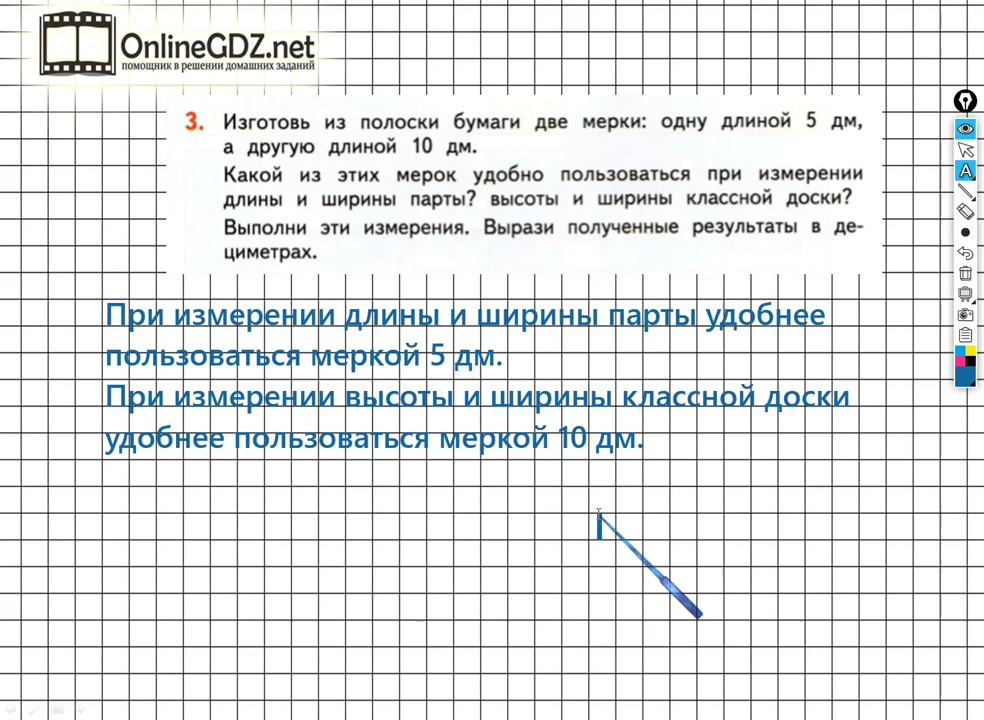 OnlineGDZ.net
помощник в решении домашних заданий
3. Изготовь из полоски бумаги две мерки: одну длиной 5 дм,
а другую длиной 10 дм.
Какой из этих мерок удобно пользоваться при измерении
длины и ширины парты? высоты и ширины классной доски?
Выполни эти измерения. Вырази полученные результаты в де-
циметрах.
При измерении длины и ширины парты удобнее
пользоваться меркой 5 дм.
При измерении высоты и ширины классной доски
удобнее пользоваться меркой 10 дм.
A